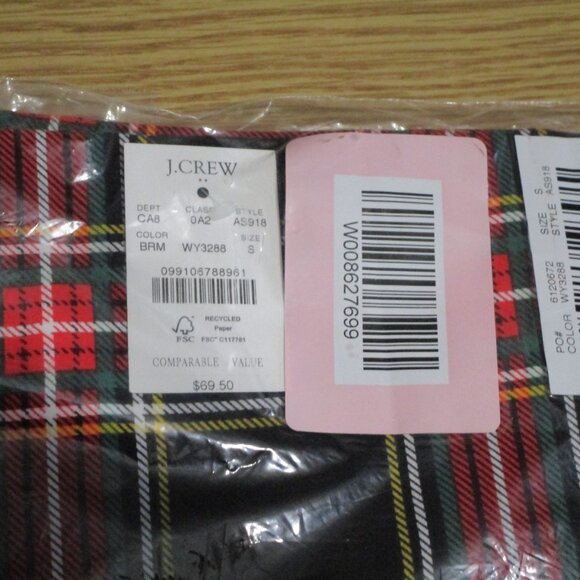 J.CREW
DEPT CLASS STYLE
CA8 0A2 AS918
COLOR SIZE
BRM WY3288 S
099106788961
FSC
RECYCLED
Paper
FSC® C117781
COMPARABLE VALUE
$69.50
W008627699
PO# 6120672 SIZE S
COLOR WY3288 STYLE AS918